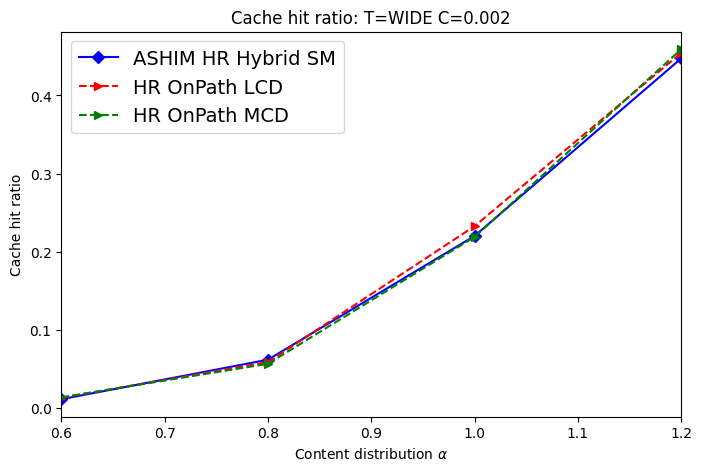 Cache hit ratio: T=WIDE C=0.002
ASHIM HR Hybrid SM
HR OnPath LCD
HR OnPath MCD
Cache hit ratio
0.4
0.3
0.2
0.1
0.0
0.6 0.7 0.8 0.9 1.0 1.1 1.2
Content distribution α